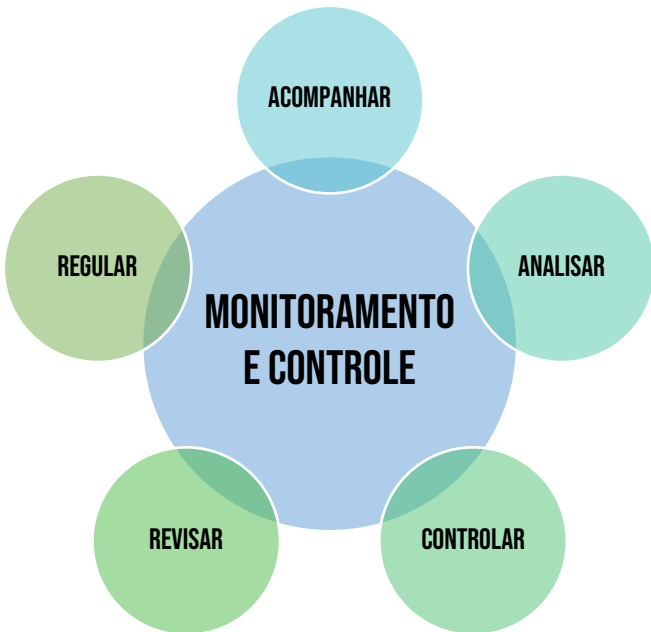 ACOMPANHAR
REGULAR
ANALISAR
MONITORAMENTO
E CONTROLE
REVISAR
CONTROLAR